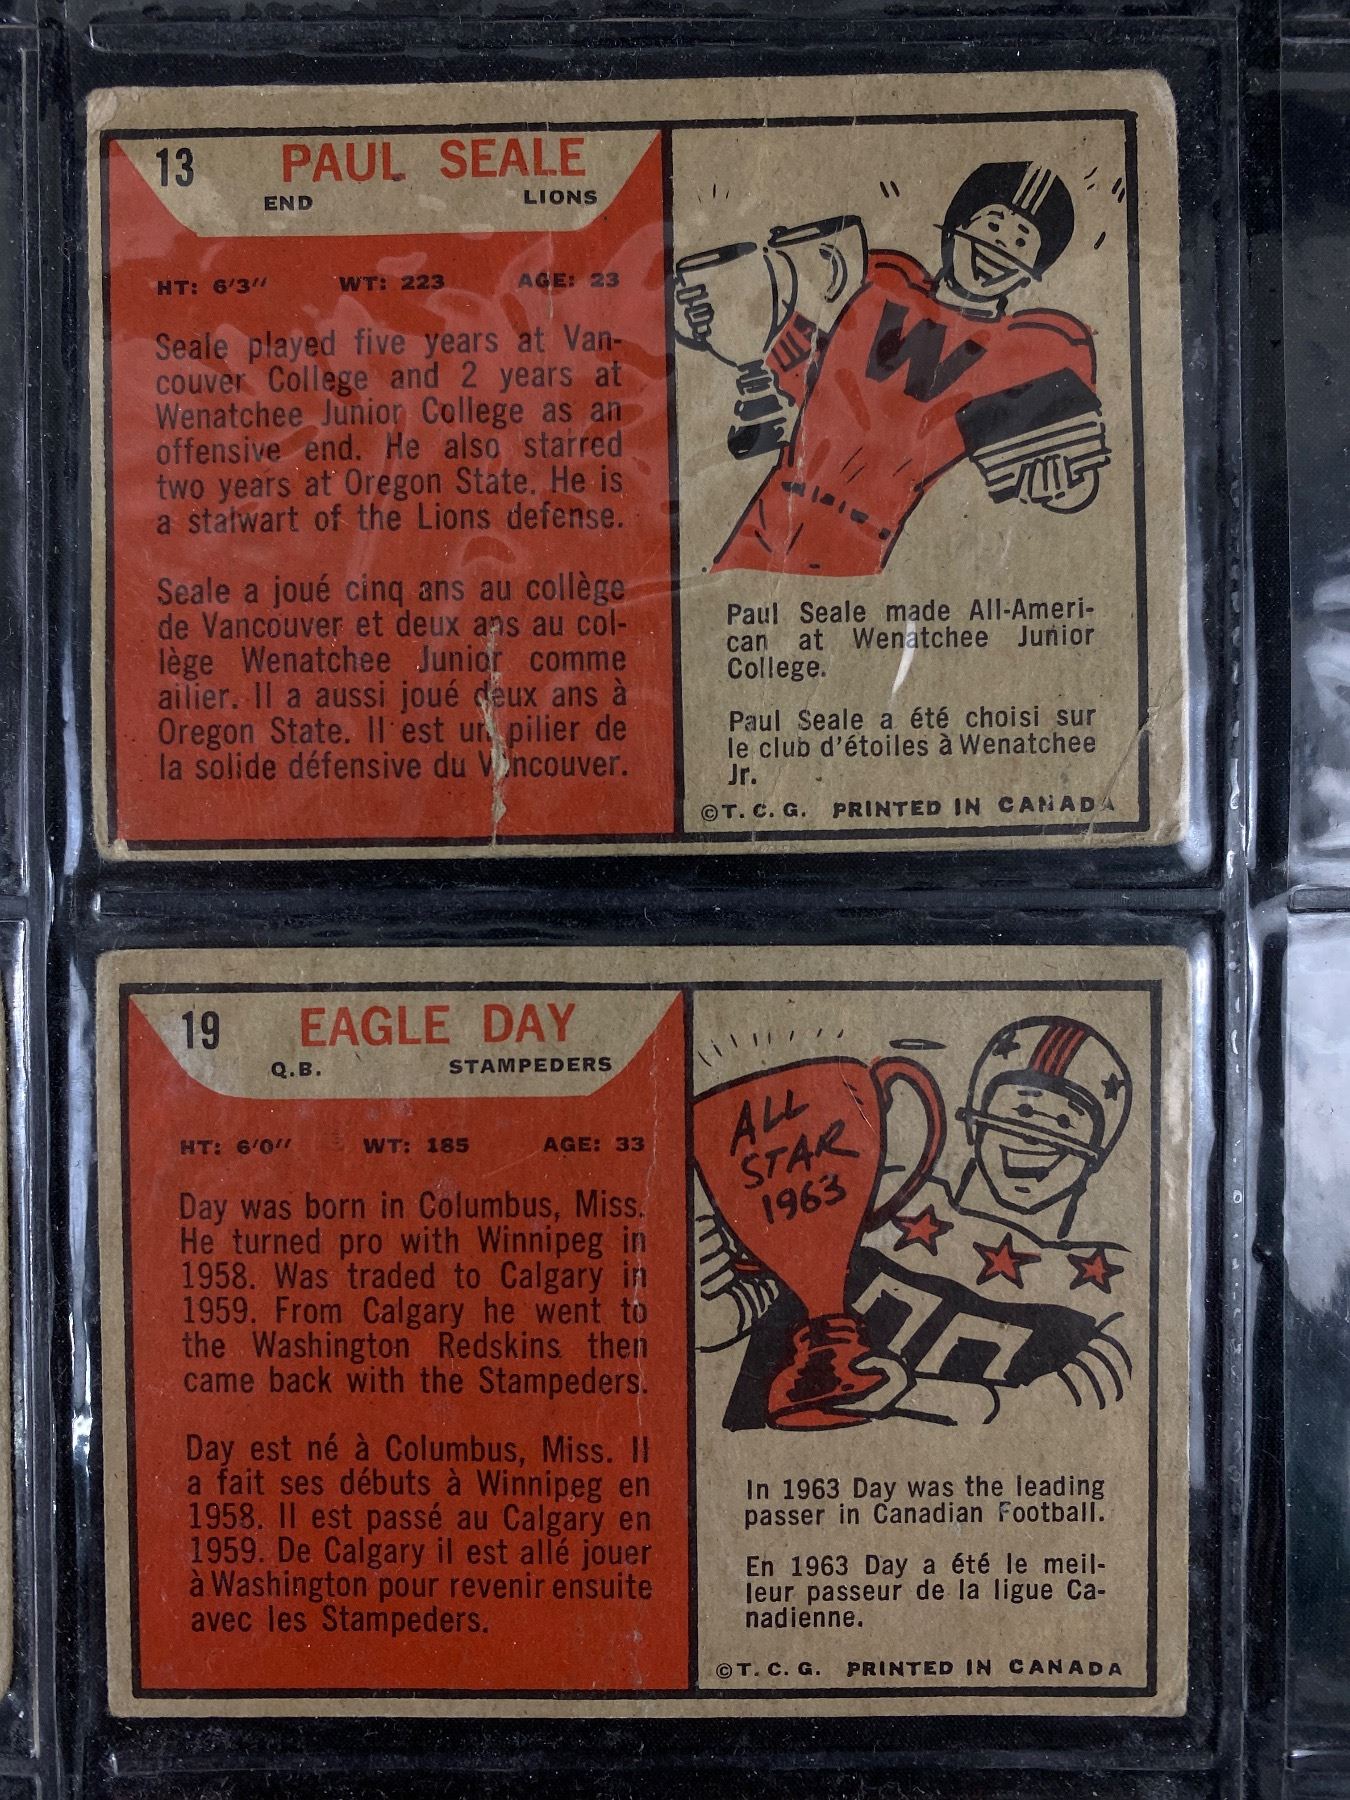 13 PAUL SEALE
END LIONS
HT: 6'3" WT: 223 AGE: 23
Seale played five years at Van-
couver College and 2 years at
Wenatchee Junior College as an
offensive end. He also starred
two years at Oregon State. He is
a stalwart of the Lions defense.
Seale a joué cinq ans au collège
de Vancouver et deux ans au col-
lège Wenatchee Junior comme
ailier. Il a aussi joué deux ans à
Oregon State. Il est un pilier de
la solide défensive du Vancouver.
W
Paul Seale made All-Ameri-
can at Wenatchee Junior
College.
Paul Seale a été choisi sur
le club d'étoiles à Wenatchee
Jr.
©T. C. G. PRINTED IN CANADA
19 EAGLE DAY
Q.B. STAMPEDERS
HT: 6'0" WT: 185 AGE: 33
Day was born in Columbus, Miss.
He turned pro with Winnipeg in
1958. Was traded to Calgary in
1959. From Calgary he went to
the Washington Redskins then
came back with the Stampeders.
Day est né à Columbus, Miss. Il
a fait ses débuts à Winnipeg en
1958. Il est passé au Calgary en
1959. De Calgary il est allé jouer
à Washington pour revenir ensuite
avec les Stampeders.
ALL
STAR
1963
In 1963 Day was the leading
passer in Canadian Football.
En 1963 Day a été le meil-
leur passeur de la ligue Ca-
nadienne.
©T. C. G. PRINTED IN CANADA